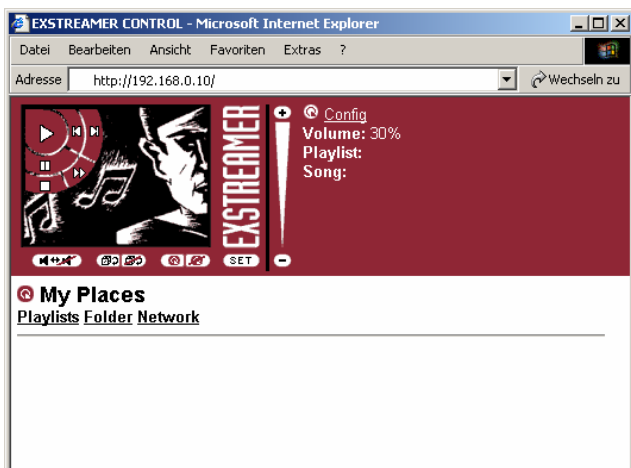 EXSTREAMER CONTROL - Microsoft Internet Explorer
Datei Bearbeiten Ansicht Favoriten Extras ?
Adresse http://192.168.0.10/ Wechseln zu
EXSTREAMER
SET
Config
Volume: 30%
Playlist:
Song:
My Places
Playlists Folder Network